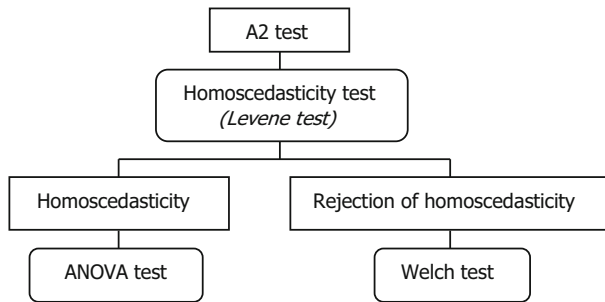 A2 test
Homoscedasticity test
(Levene test)
Homoscedasticity
Rejection of homoscedasticity
ANOVA test
Welch test